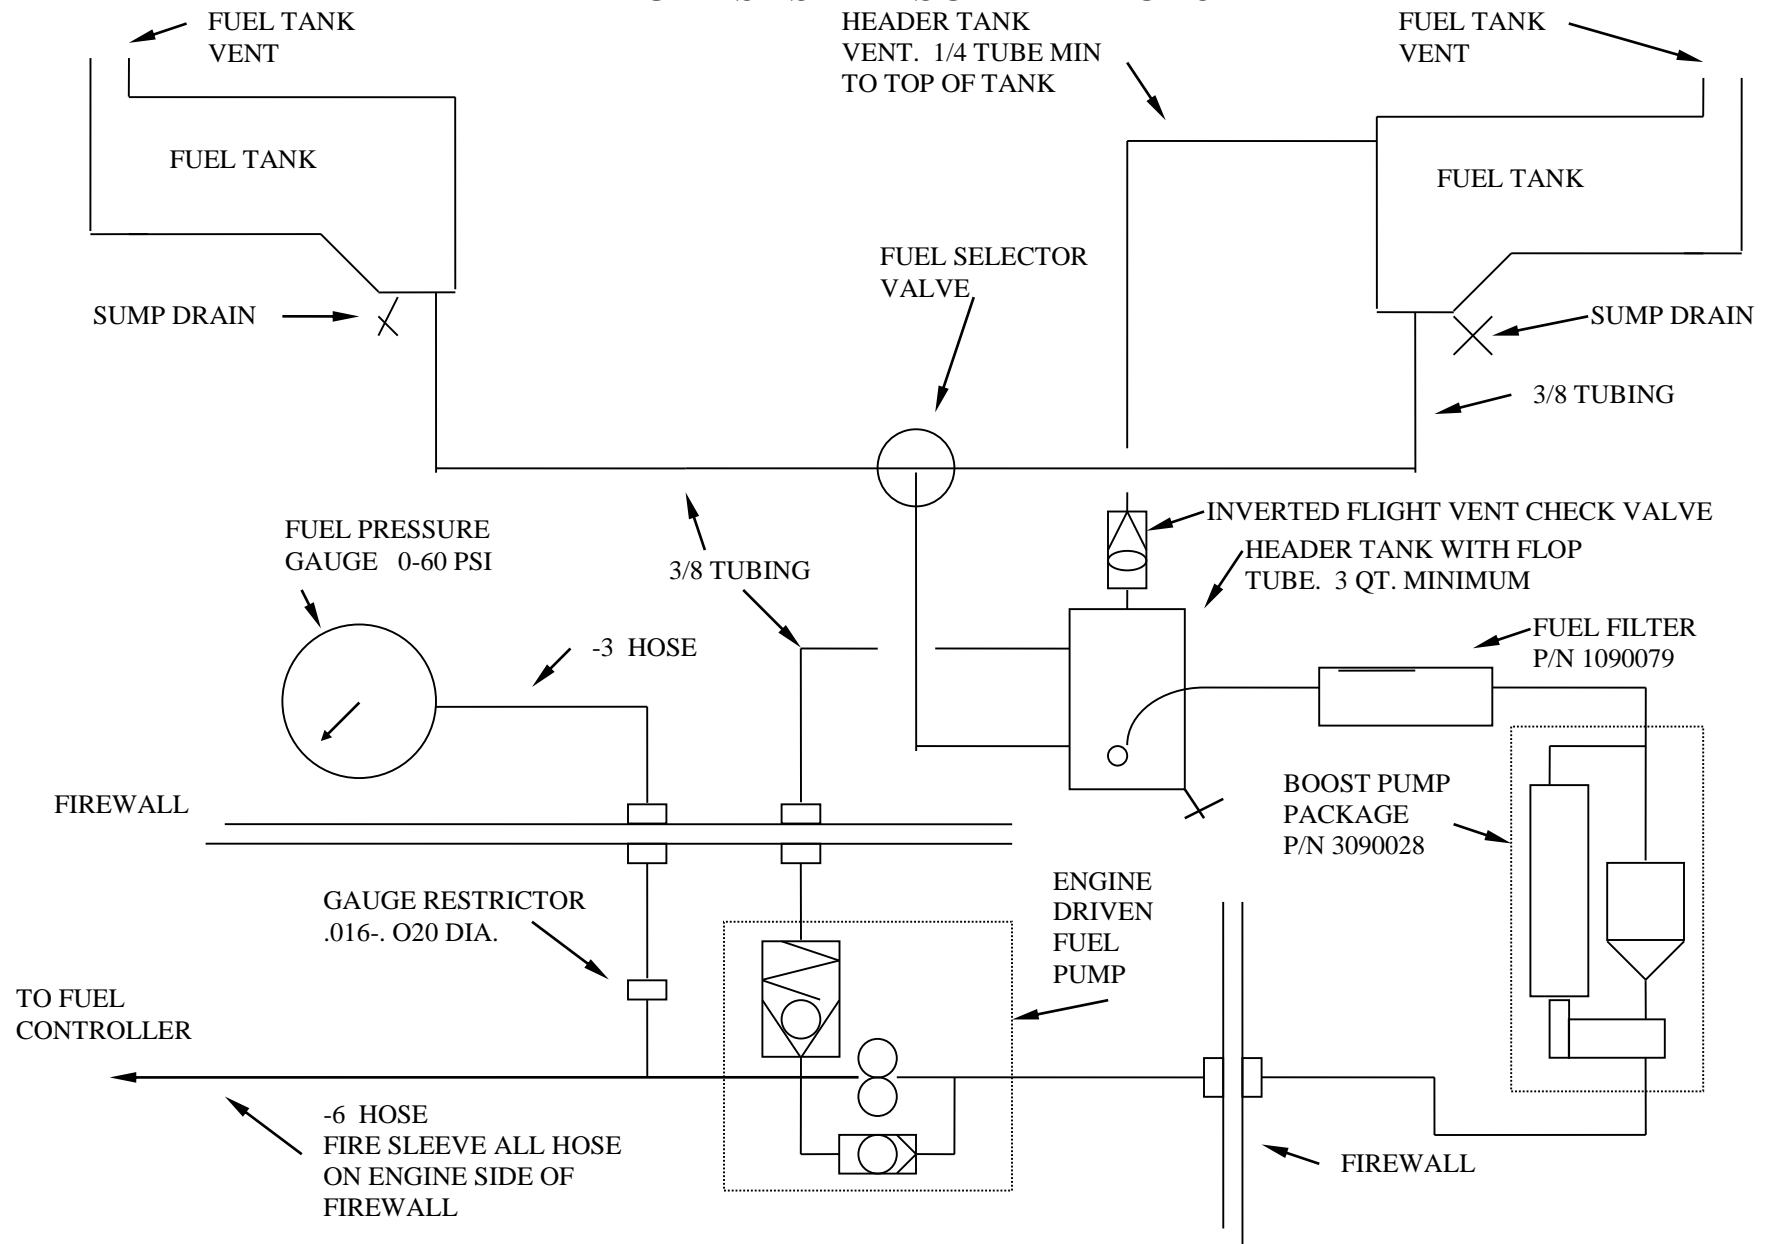 FUEL TANK
VENT
HEADER TANK
VENT. 1/4 TUBE MIN
TO TOP OF TANK
FUEL TANK
VENT
FUEL TANK
FUEL TANK
FUEL SELECTOR
VALVE
SUMP DRAIN
SUMP DRAIN
3/8 TUBING
INVERTED FLIGHT VENT CHECK VALVE
FUEL PRESSURE
GAUGE 0-60 PSI
3/8 TUBING
HEADER TANK WITH FLOP
TUBE. 3 QT. MINIMUM
-3 HOSE
FUEL FILTER
P/N 1090079
FIREWALL
BOOST PUMP
PACKAGE
P/N 3090028
GAUGE RESTRICTOR
.016-. O20 DIA.
ENGINE
DRIVEN
FUEL
PUMP
TO FUEL
CONTROLLER
-6 HOSE
FIRE SLEEVE ALL HOSE
ON ENGINE SIDE OF
FIREWALL
FIREWALL